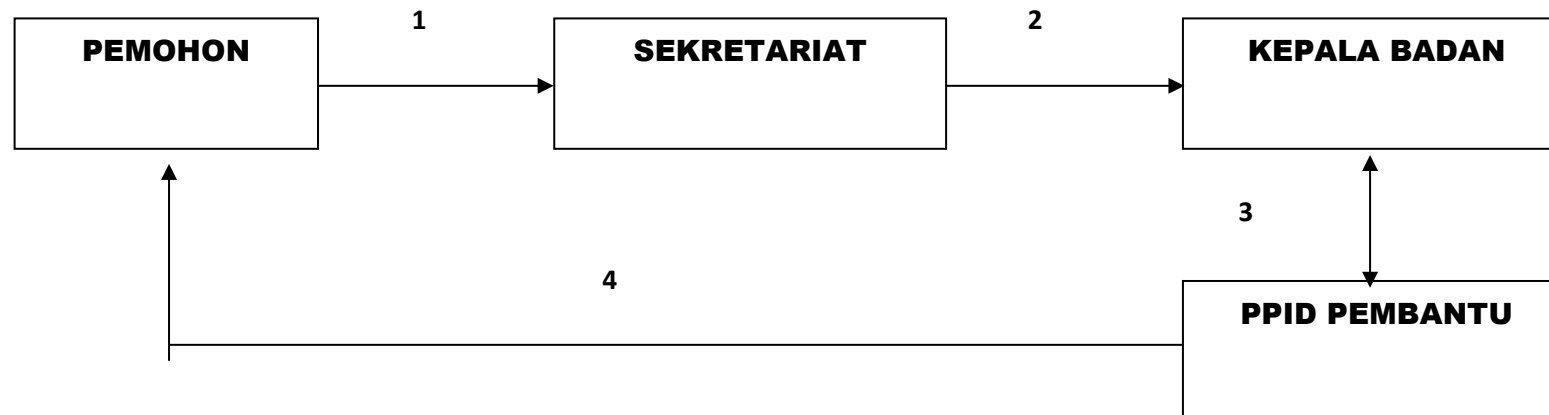 1
2
PEMOHON
SEKRETARIAT
KEPALA BADAN
3
4
PPID PEMBANTU